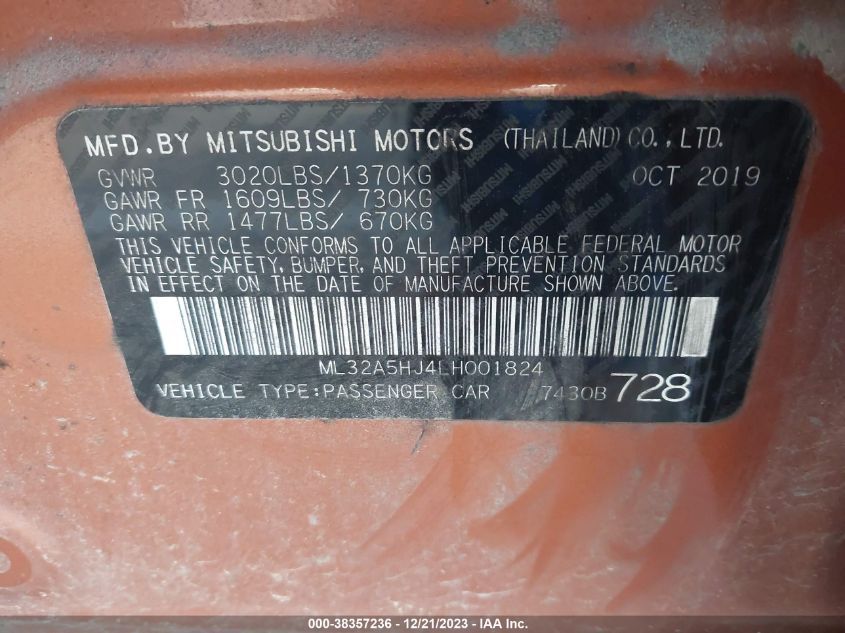 MFD.BY MITSUBISHI MOTORS (THAILAND) CO.,LTD.
GVWR 3020LBS/1370KG OCT 2019
GAWR FR 1609LBS/ 730KG
GAWR RR 1477LBS/ 670KG
THIS VEHICLE CONFORMS TO ALL APPLICABLE FEDERAL MOTOR
VEHICLE SAFETY, BUMPER, AND THEFT PREVENTION STANDARDS
IN EFFECT ON THE DATE OF MANUFACTURE SHOWN ABOVE.
ML32A5HJ4LH001824
VEHICLE TYPE:PASSENGER CAR 7430B 728
000-38357236 - 12/21/2023 - IAA Inc.